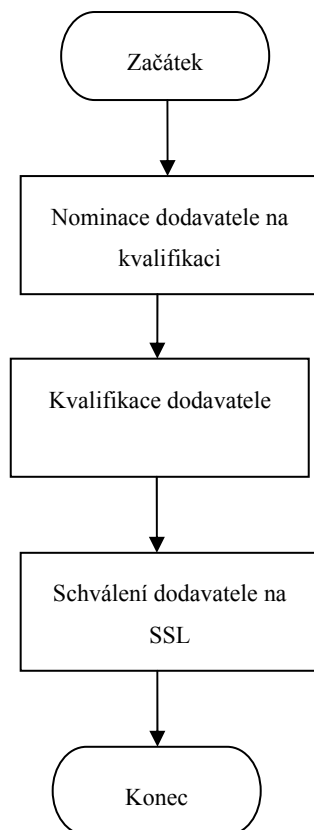 Začátek
Nominace dodavatele na
kvalifikaci
Kvalifikace dodavatele
Schválení dodavatele na
SSL
Konec